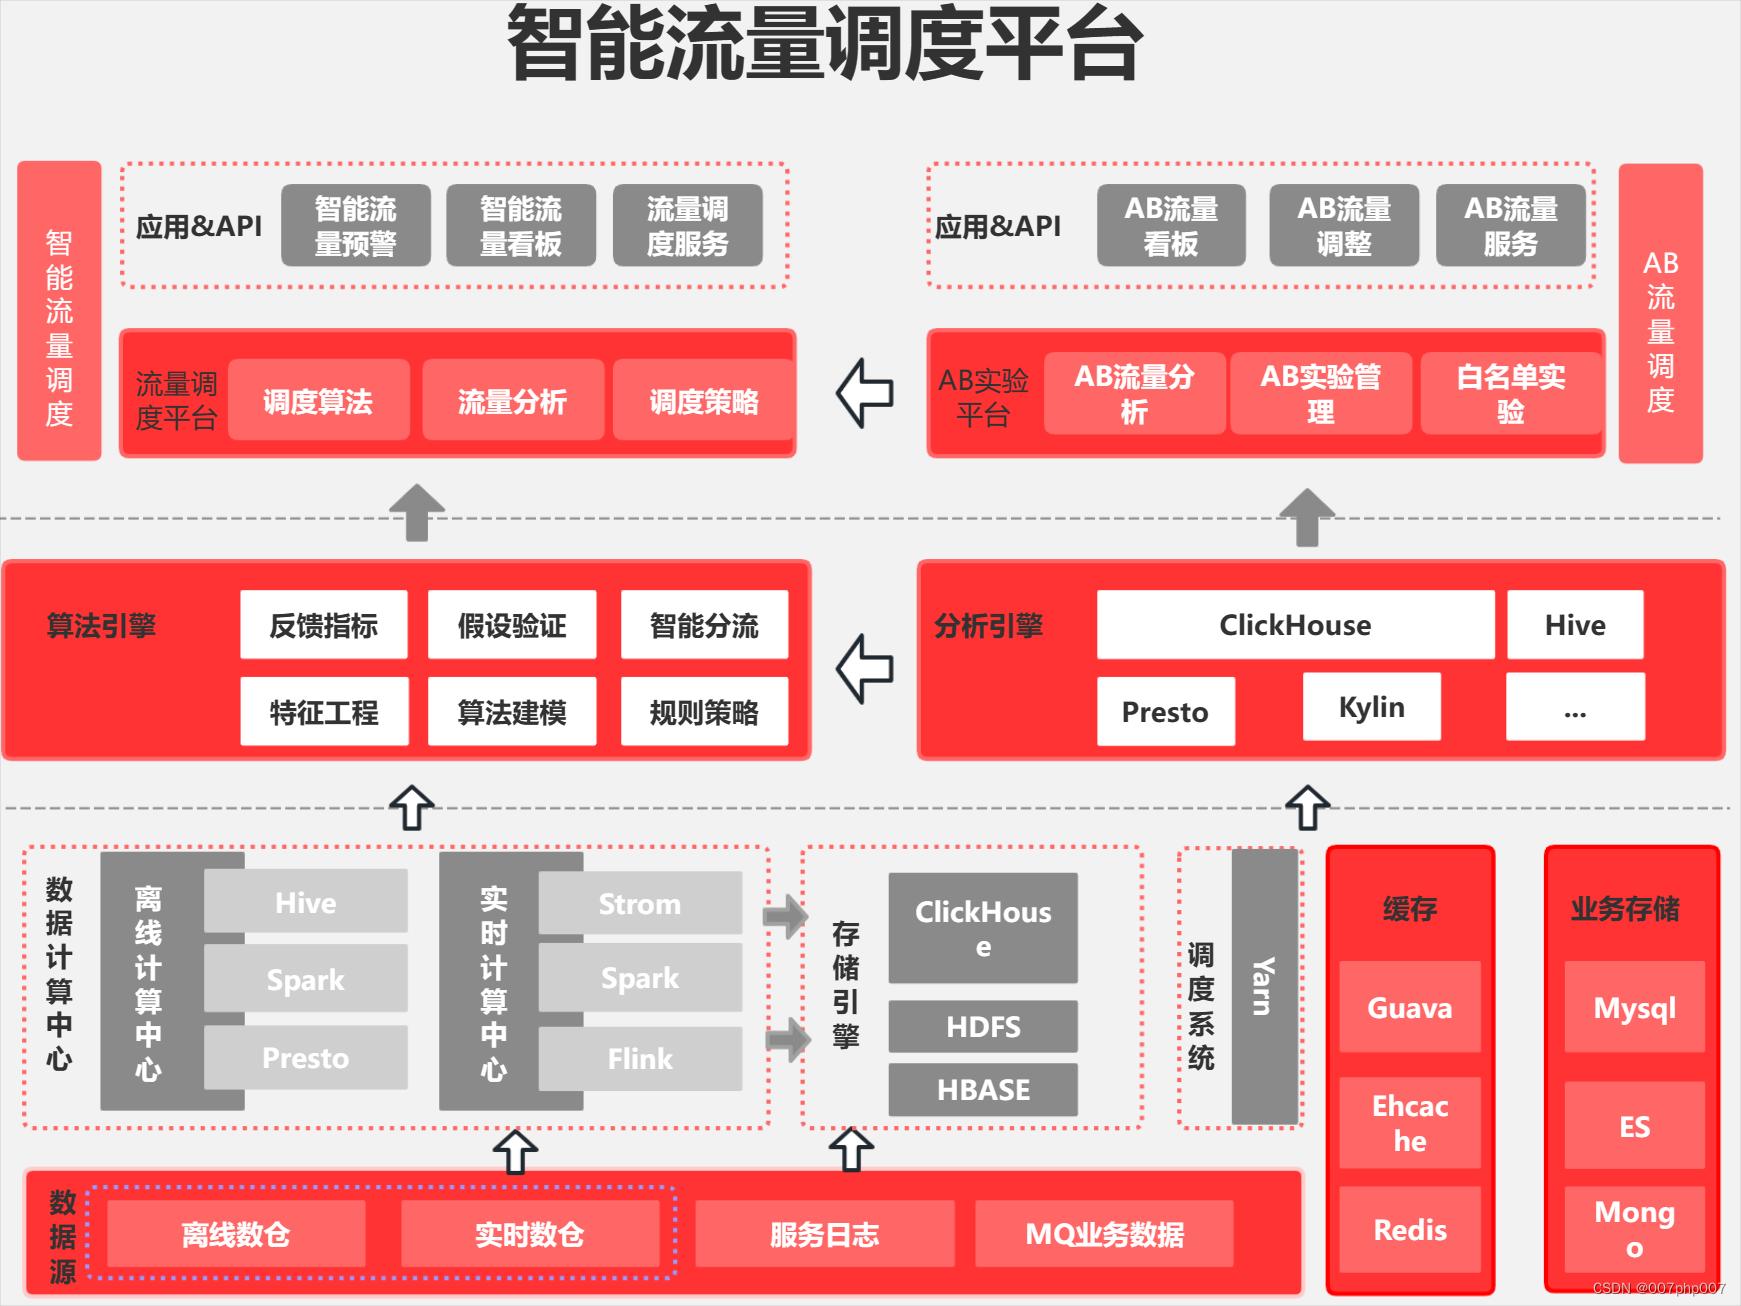 智能流量调度平台
智
能
流
量
调
度
应用&API
智能流
量预警
智能流
量看板
流量调
度服务
流量调
度平台
调度算法
流量分析
调度策略
应用&API
AB流量
看板
AB流量
调整
AB流量
服务
AB实验
平台
AB流量分
析
AB实验管
理
白名单实
验
AB
流
量
调
度
算法引擎
反馈指标
假设验证
智能分流
特征工程
算法建模
规则策略
分析引擎
ClickHouse
Hive
Presto
Kylin
...
数
据
计
算
中
心
离
线
计
算
中
心
Hive
Spark
Presto
实
时
计
算
中
心
Strom
Spark
Flink
存
储
引
擎
ClickHous
e
HDFS
HBASE
调
度
系
统
Yarn
缓存
Guava
Ehcac
he
Redis
业务存储
Mysql
ES
Mong
o
数
据
源
离线数仓
实时数仓
服务日志
MQ业务数据
CSDN @007php007